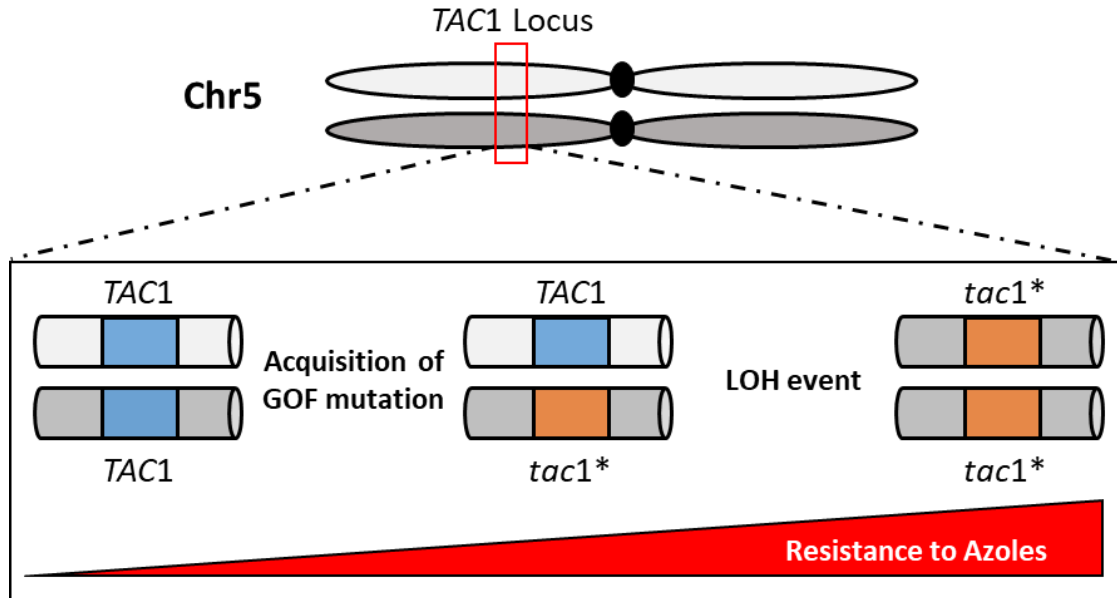 TAC1 Locus
Chr5
TAC1
TAC1
tac1*
Acquisition of
GOF mutation
LOH event
TAC1
tac1*
tac1*
Resistance to Azoles